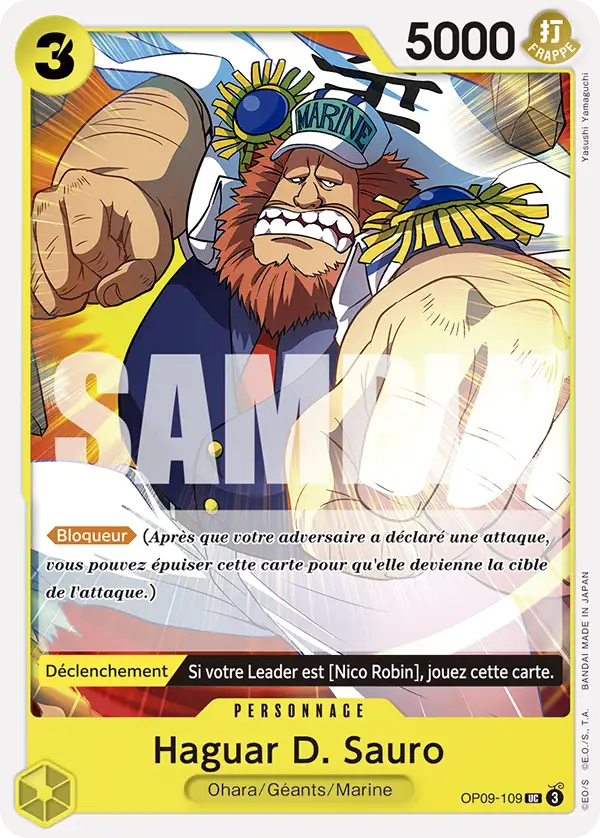 3
5000
打
FRAPPE
Yasushi Yamaguchi
MARINE
SAMPLE
Bloqueur (Après que votre adversaire a déclaré une attaque,
vous pouvez épuiser cette carte pour qu'elle devienne la cible
de l'attaque.)
Déclenchement Si votre Leader est [Nico Robin], jouez cette carte.
PERSONNAGE
Haguar D. Sauro
Ohara/Géants/Marine
OP09-109 UC 3
©EO/S ©E.O./S., T.A. BANDAI MADE IN JAPAN